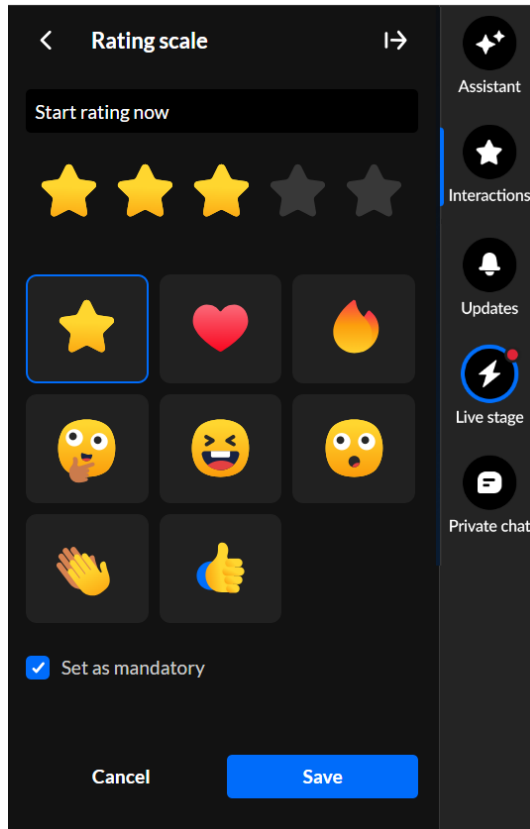 Rating scale
Start rating now
Set as mandatory
Cancel
Save
Assistant
Interactions
Updates
Live stage
Private chat